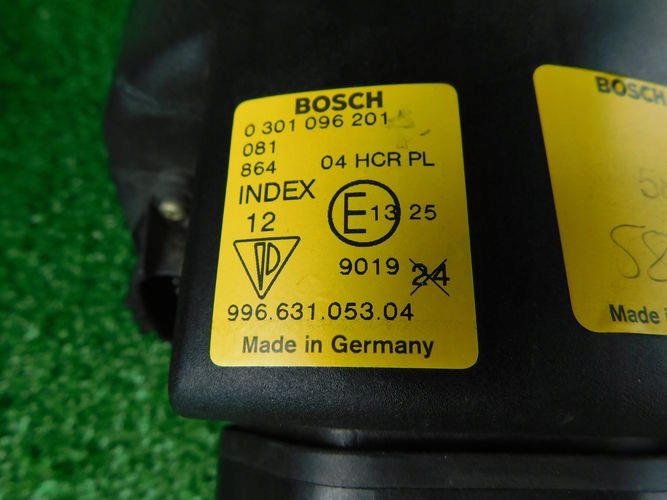 BOSCH
0 301 096 201
081
864 04 HCR PL
INDEX
12
E 13 25
9019 24
996.631.053.04
Made in Germany
BOSCH
58
Made